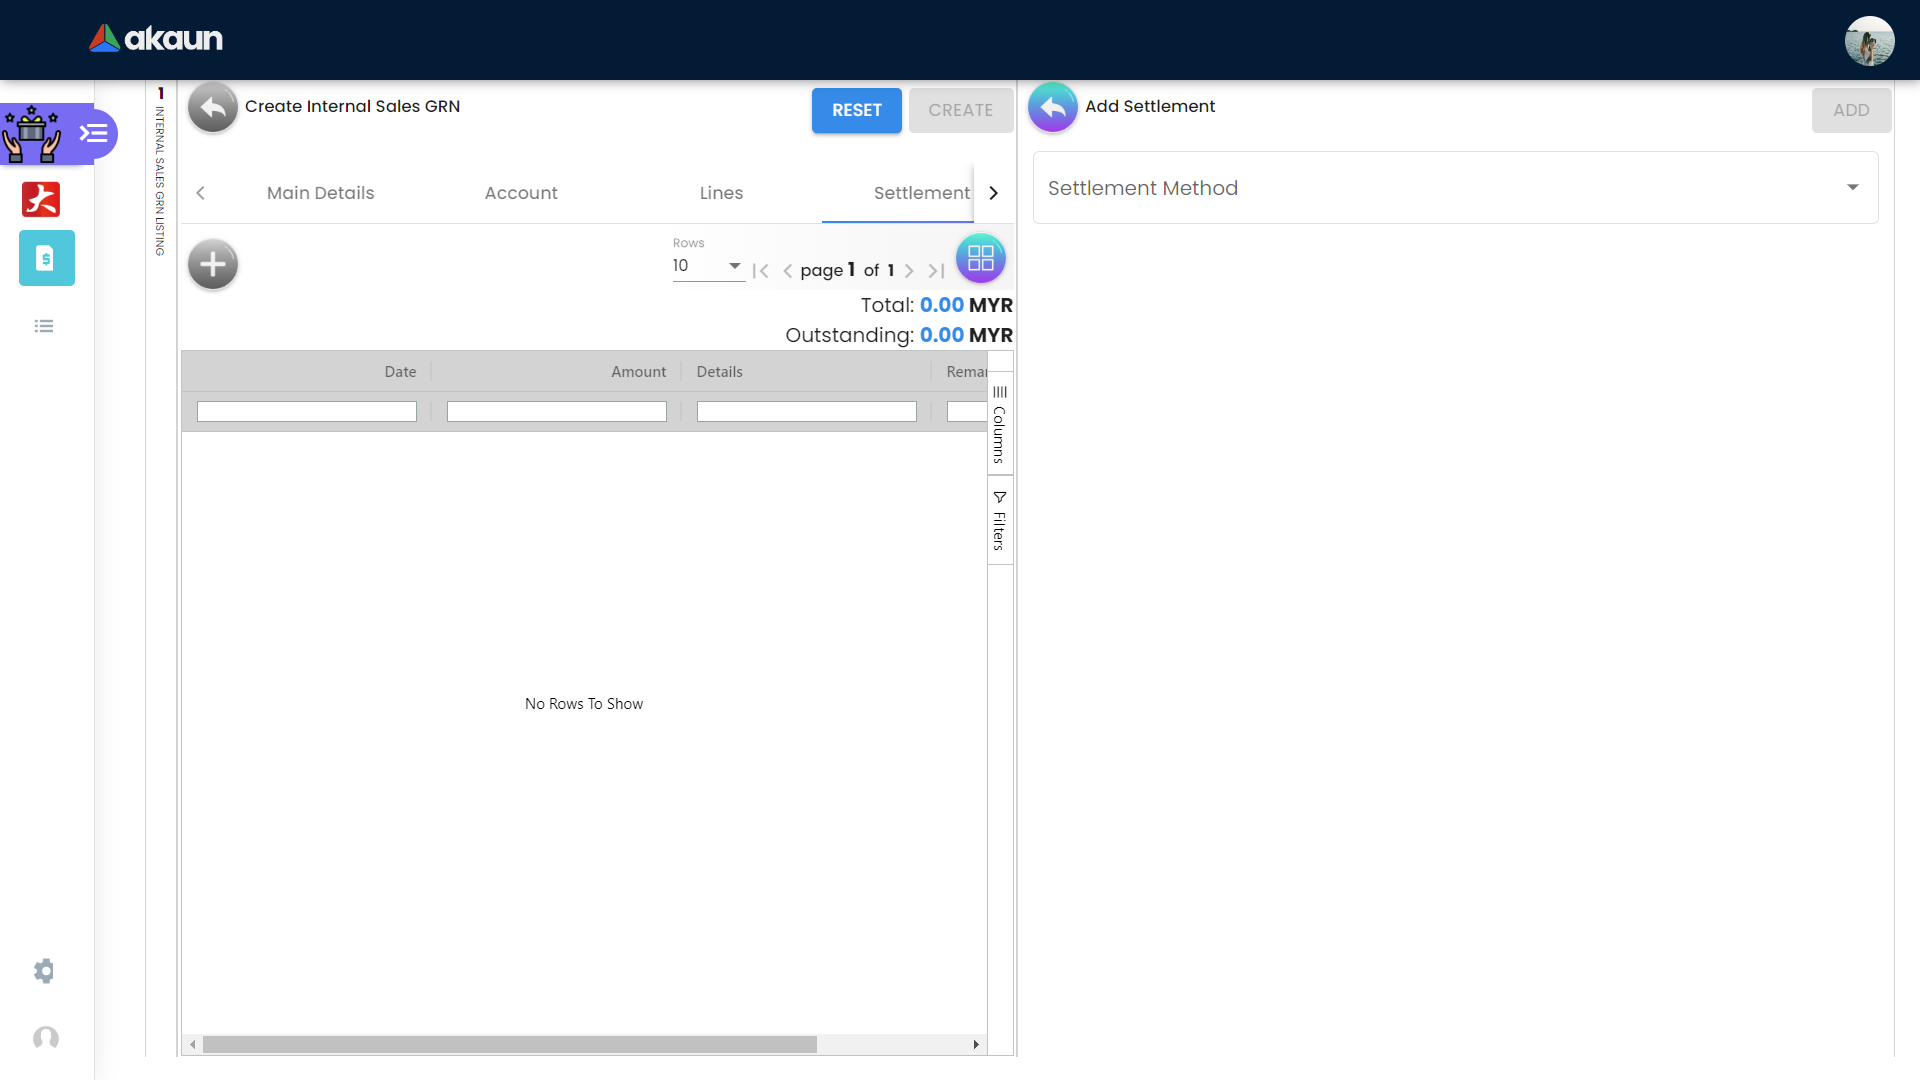 akaun
1
INTERNAL SALES GRN LISTING
Create Internal Sales GRN
RESET
CREATE
Main Details
Account
Lines
Settlement
Rows
10
page 1 of 1
Total: 0.00 MYR
Outstanding: 0.00 MYR
Date
Amount
Details
Remar
Columns
Filters
No Rows To Show
Add Settlement
ADD
Settlement Method